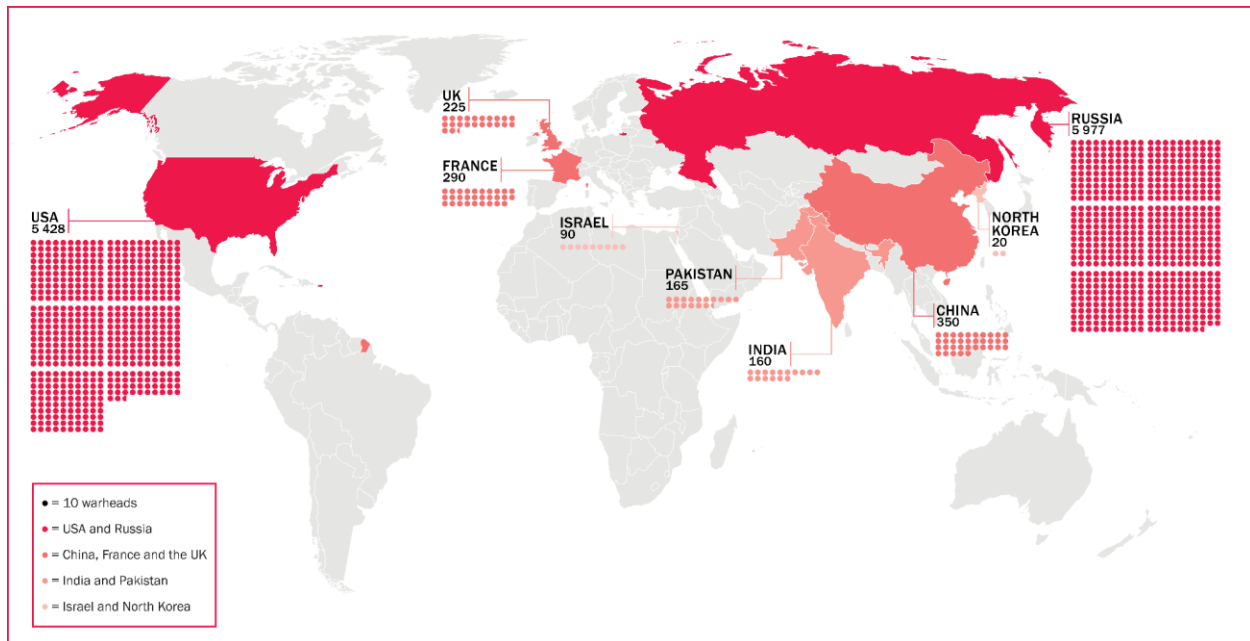 UK
225
FRANCE
290
RUSSIA
5 977
USA
5 428
ISRAEL
90
NORTH
KOREA
20
PAKISTAN
165
CHINA
350
INDIA
160
= 10 warheads
= USA and Russia
= China, France and the UK
= India and Pakistan
= Israel and North Korea